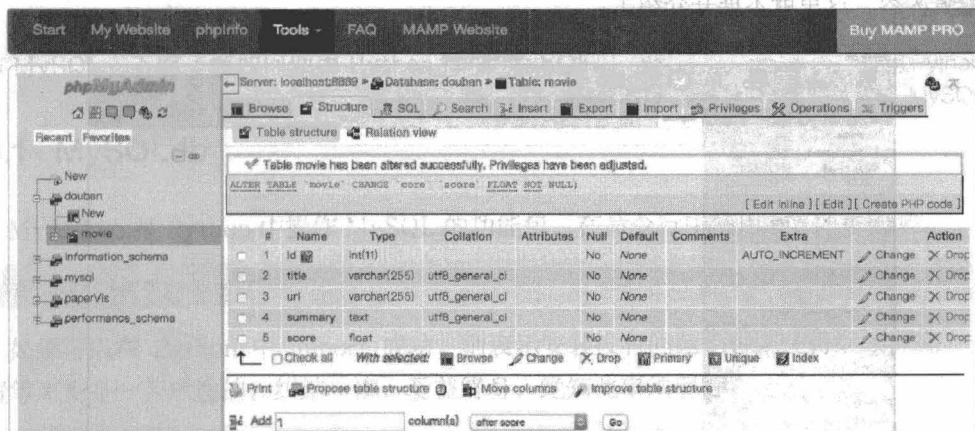 Start My Website phpInfo Tools - FAQ MAMP Website Buy MAMP PRO
phpMyAdmin
Recent Favorites
New
douban
New
movie
information_schema
mysql
paperVis
performance_schema
Server: localhost:8889 » Database: douban » Table: movie
Browse Structure SQL Search Insert Export Import Privileges Operations Triggers
Table structure Relation view
Table movie has been altered successfully. Privileges have been adjusted.
ALTER TABLE `movie` CHANGE `core` `score` FLOAT NOT NULL;
[ Edit inline ] [ Edit ] [ Create PHP code ]
# Name Type Collation Attributes Null Default Comments Extra Action
1 id int(11) No None AUTO_INCREMENT Change Drop
2 title varchar(255) utf8_general_ci No None Change Drop
3 url varchar(255) utf8_general_ci No None Change Drop
4 summary text utf8_general_ci No None Change Drop
5 score float No None Change Drop
Check all With selected: Browse Change Drop Primary Unique Index
Print Propose table structure Move columns Improve table structure
Add 1 column(s) after score Go